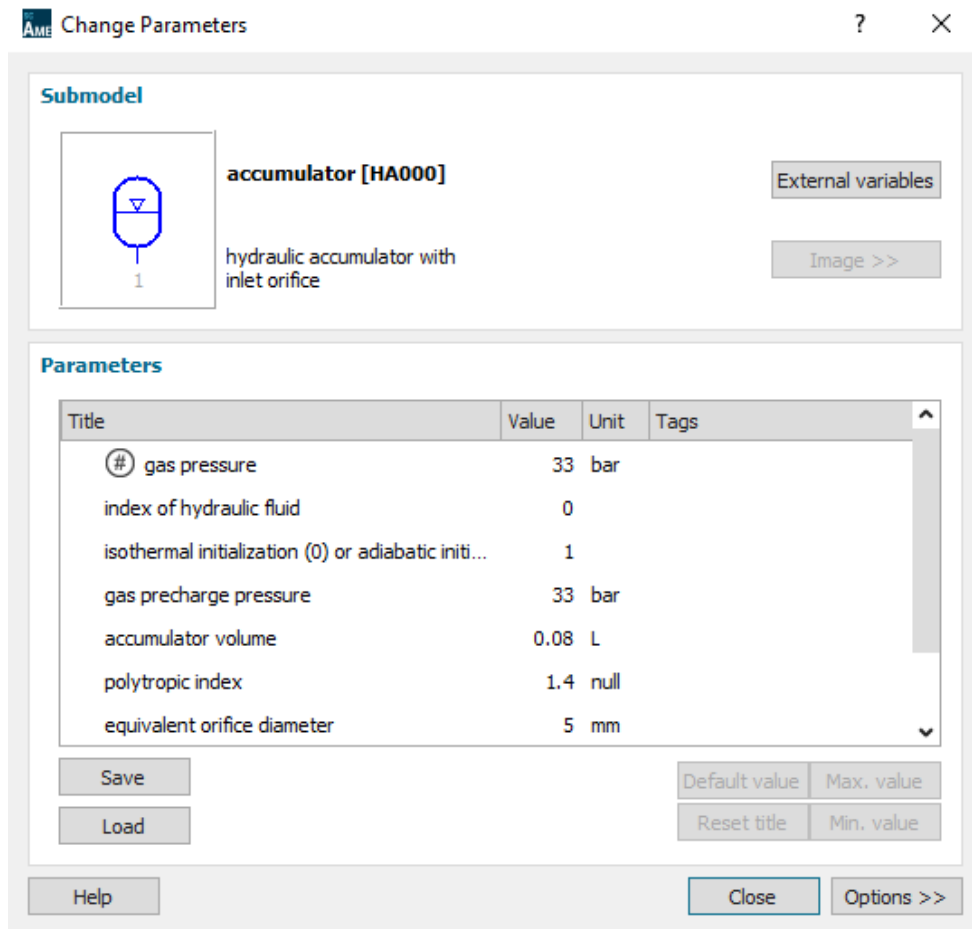 AME Change Parameters ? X
Submodel
accumulator [HA000]
External variables
hydraulic accumulator with
inlet orifice
Image >>
1
Parameters
Title Value Unit Tags
# gas pressure 33 bar
index of hydraulic fluid 0
isothermal initialization (0) or adiabatic initi... 1
gas precharge pressure 33 bar
accumulator volume 0.08 L
polytropic index 1.4 null
equivalent orifice diameter 5 mm
Save Default value Max. value
Load Reset title Min. value
Help Close Options >>